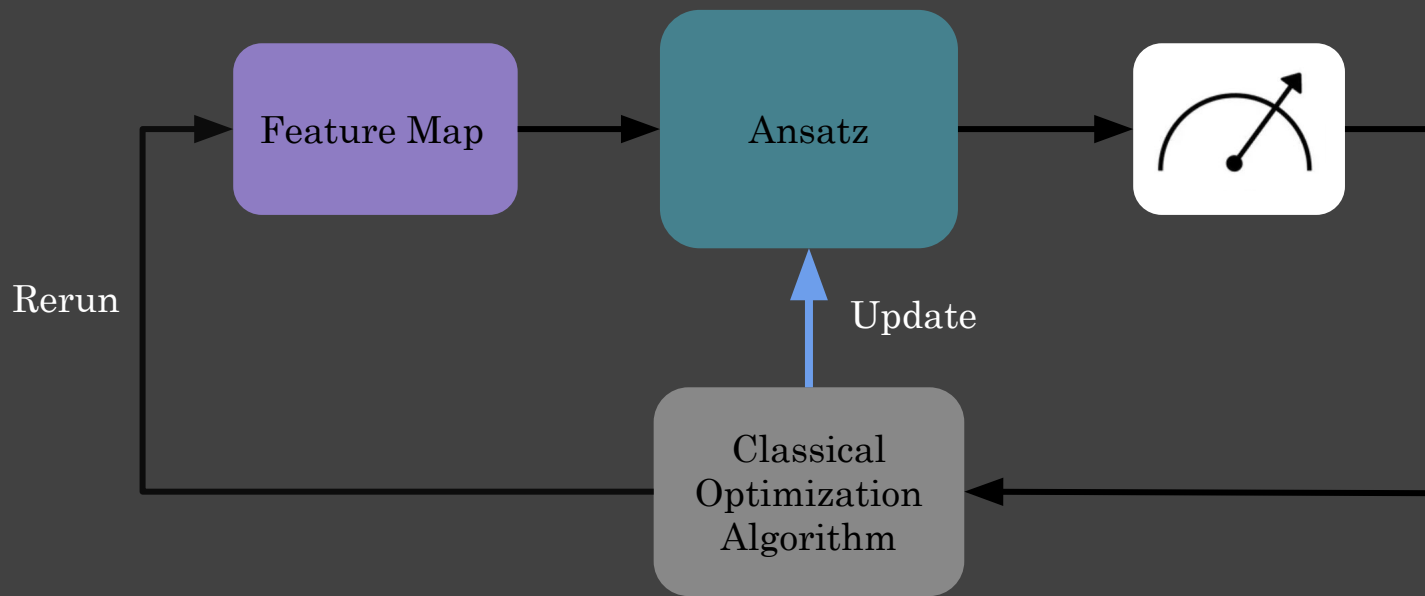 Feature Map
Ansatz
Rerun
Update
Classical
Optimization
Algorithm